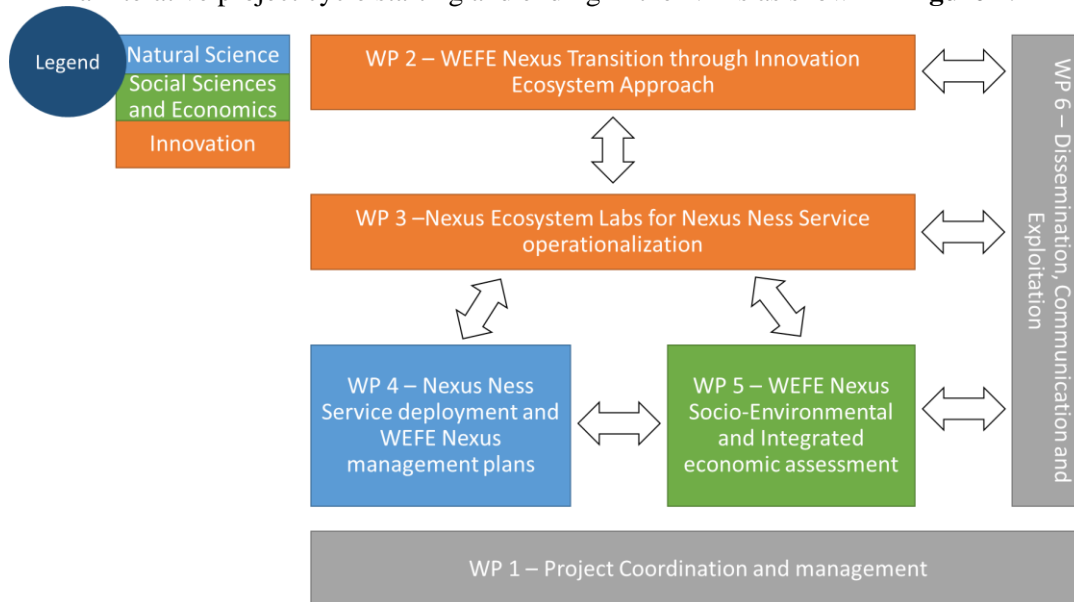 Legend
Natural Science
Social Sciences
and Economics
Innovation
WP 2 – WEFE Nexus Transition through Innovation
Ecosystem Approach
WP 3 –Nexus Ecosystem Labs for Nexus Ness Service
operationalization
WP 4 – Nexus Ness
Service deployment and
WEFE Nexus
management plans
WP 5 – WEFE Nexus
Socio-Environmental
and Integrated
economic assessment
WP 6 – Dissemination, Communication and
Exploitation
WP 1 – Project Coordination and management